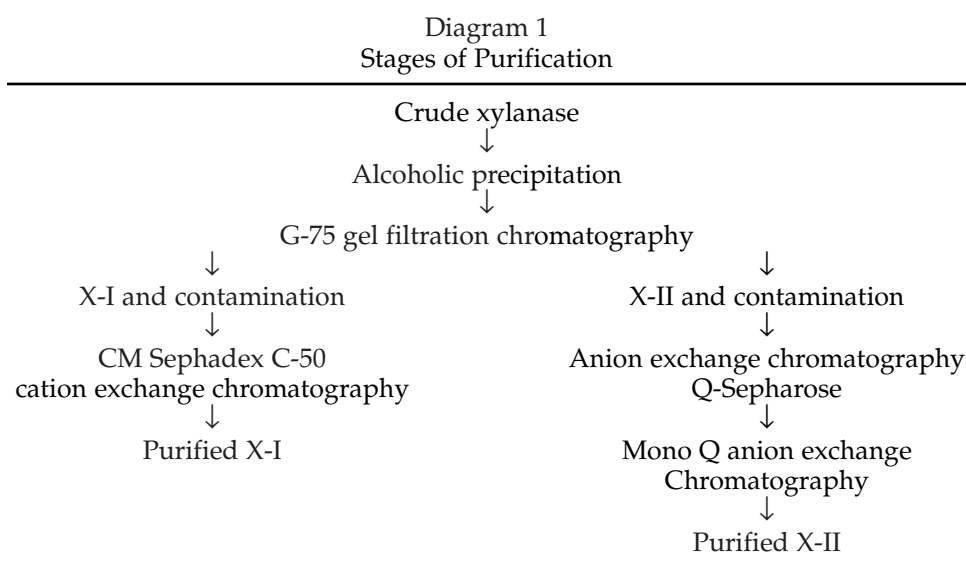 Diagram 1
Stages of Purification
Crude xylanase
↓
Alcoholic precipitation
↓
G-75 gel filtration chromatography
↓ ↓
X-I and contamination X-II and contamination
↓ ↓
CM Sephadex C-50 Anion exchange chromatography
cation exchange chromatography Q-Sepharose
↓ ↓
Purified X-I Mono Q anion exchange
Chromatography
↓
Purified X-II